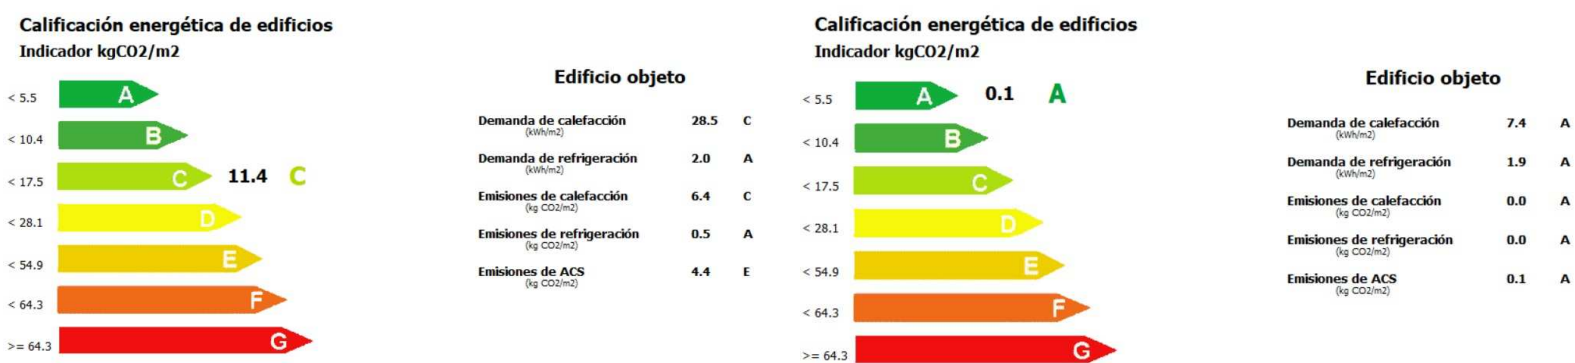 Calificación energética de edificios
Indicador kgCO2/m2
< 5.5 A
< 10.4 B
< 17.5 C 11.4 C
< 28.1 D
< 54.9 E
< 64.3 F
>= 64.3 G
Edificio objeto
Demanda de calefacción 28.5 C
(kWh/m2)
Demanda de refrigeración 2.0 A
(kWh/m2)
Emisiones de calefacción 6.4 C
(kg CO2/m2)
Emisiones de refrigeración 0.5 A
(kg CO2/m2)
Emisiones de ACS 4.4 E
(kg CO2/m2)
Calificación energética de edificios
Indicador kgCO2/m2
< 5.5 A 0.1 A
< 10.4 B
< 17.5 C
< 28.1 D
< 54.9 E
< 64.3 F
>= 64.3 G
Edificio objeto
Demanda de calefacción 7.4 A
(kWh/m2)
Demanda de refrigeración 1.9 A
(kWh/m2)
Emisiones de calefacción 0.0 A
(kg CO2/m2)
Emisiones de refrigeración 0.0 A
(kg CO2/m2)
Emisiones de ACS 0.1 A
(kg CO2/m2)